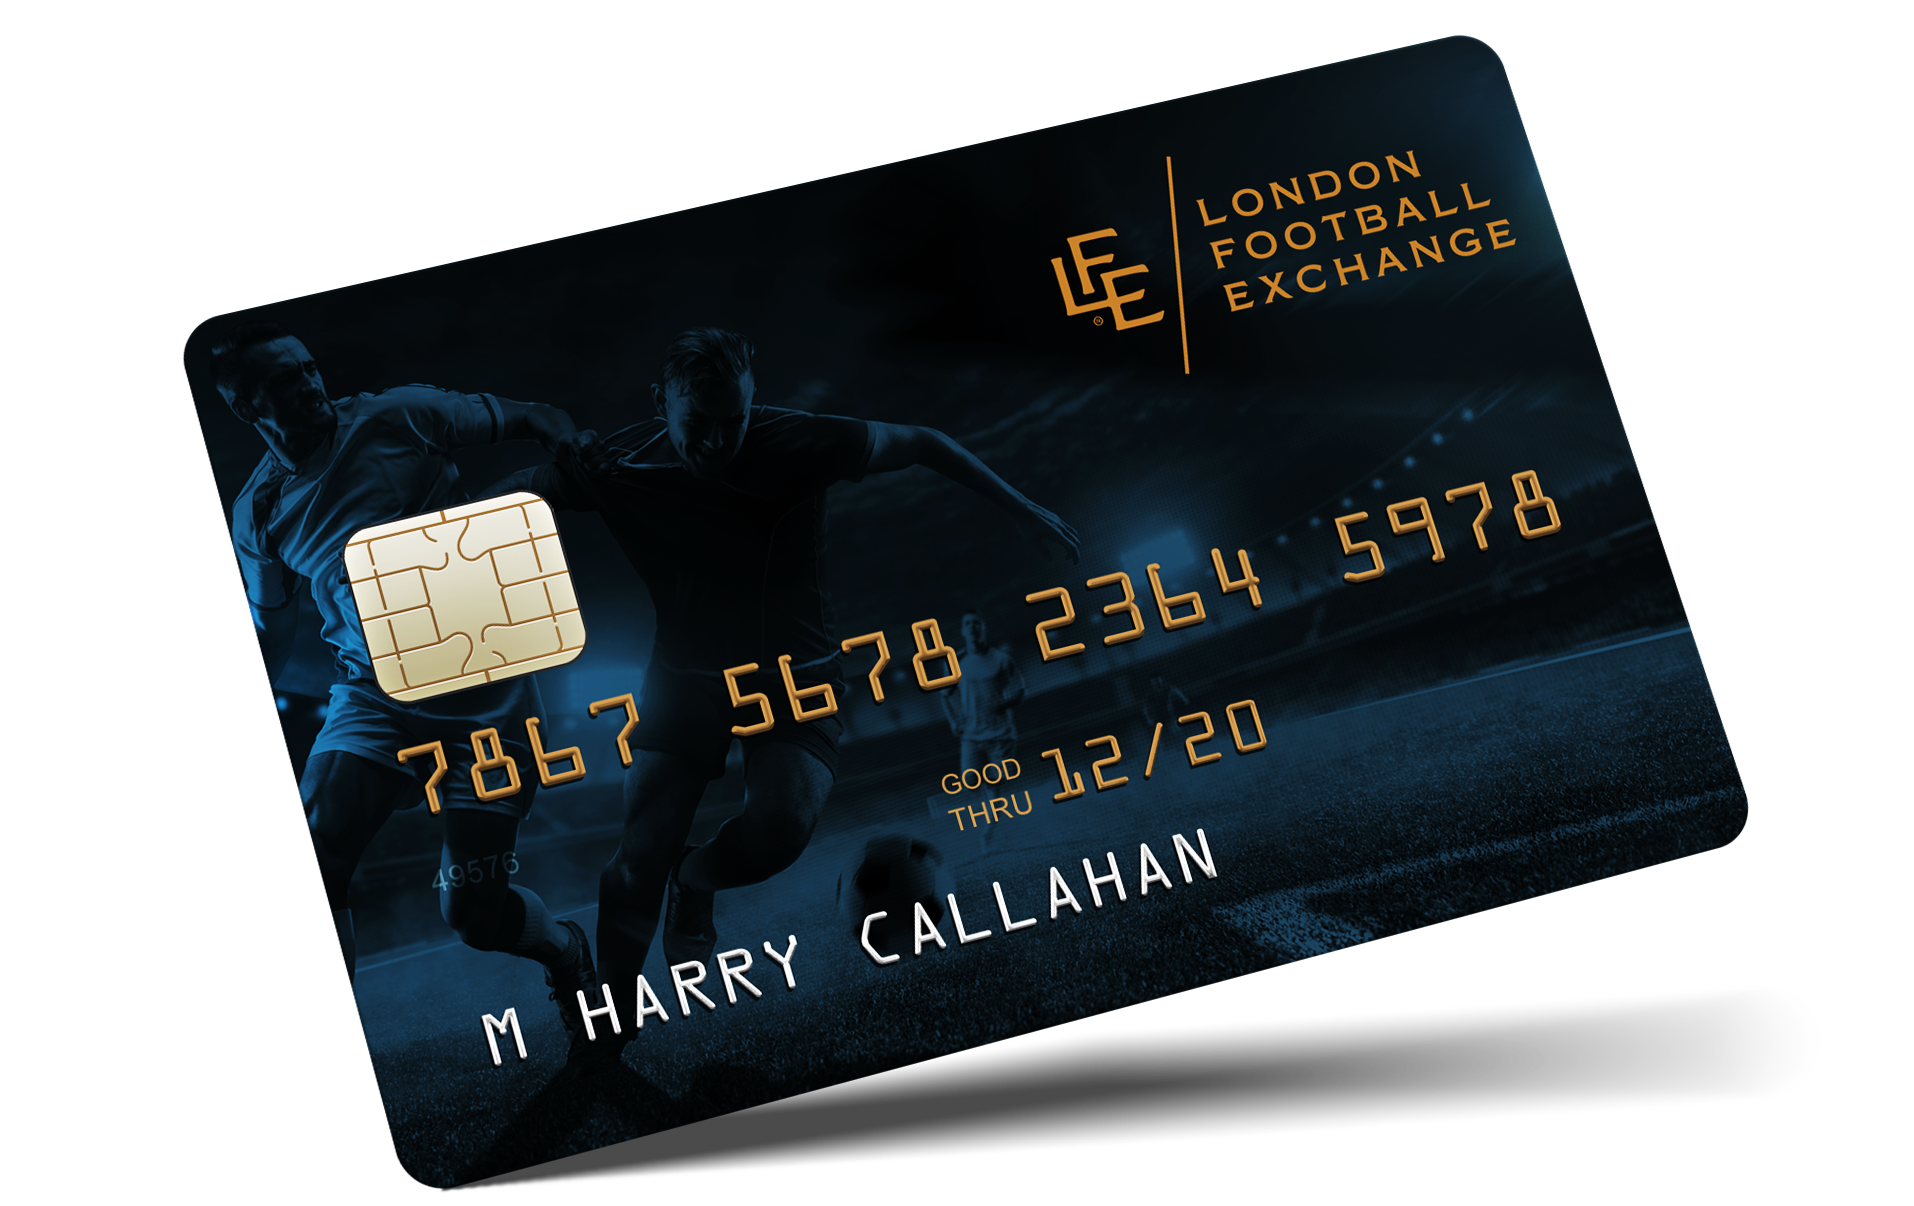 LFE
LONDON
FOOTBALL
EXCHANGE
7867 5678 2364 5978
GOOD
THRU
12/20
49576
M HARRY CALLAHAN